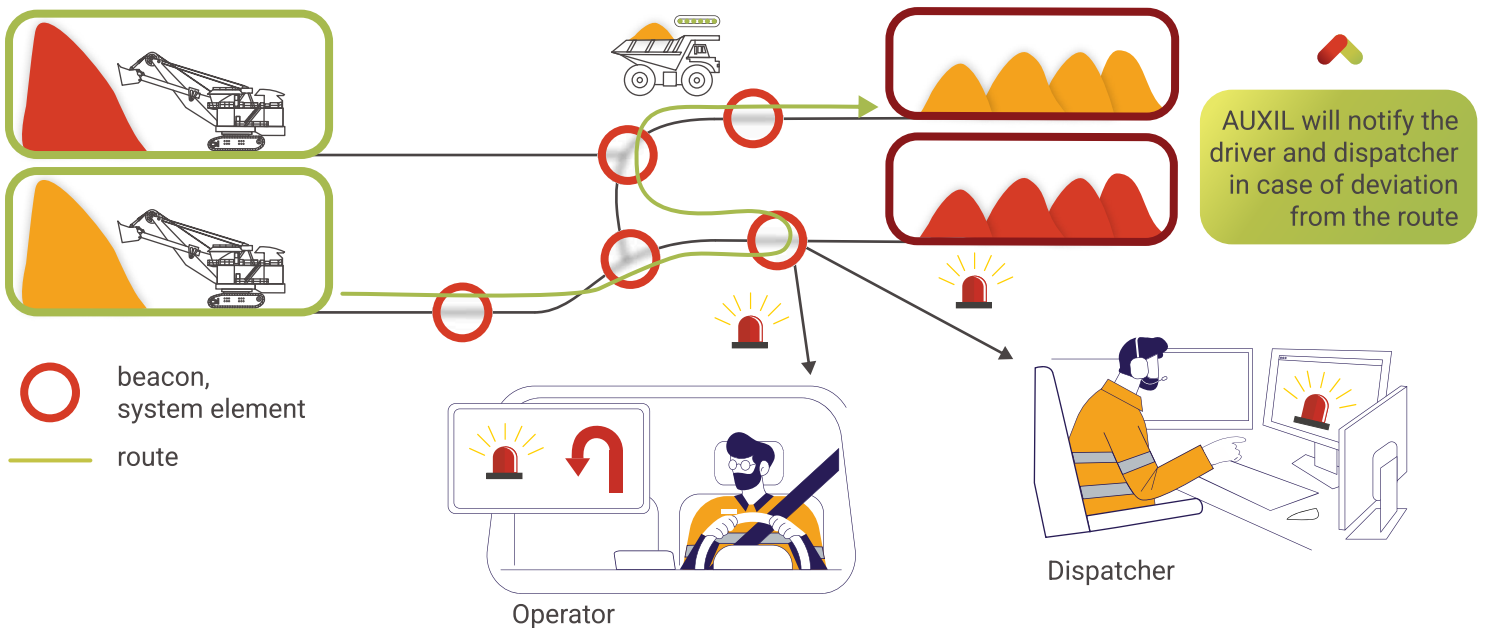 AUXIL will notify the
driver and dispatcher
in case of deviation
from the route
beacon,
system element
route
Operator
Dispatcher